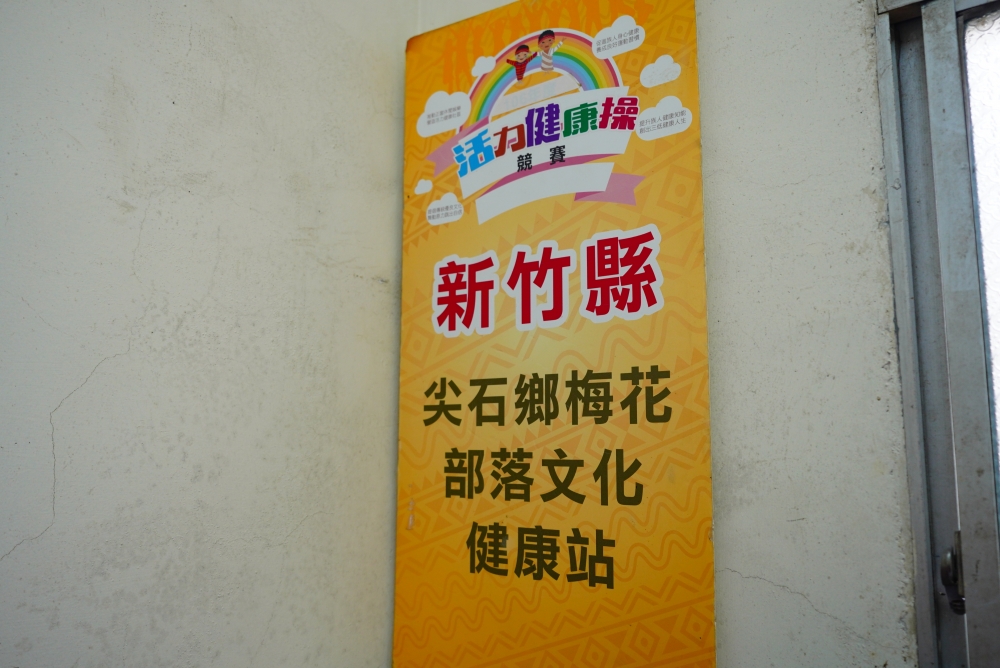 活力健康操
競賽
新竹縣
尖石鄉梅花
部落文化
健康站